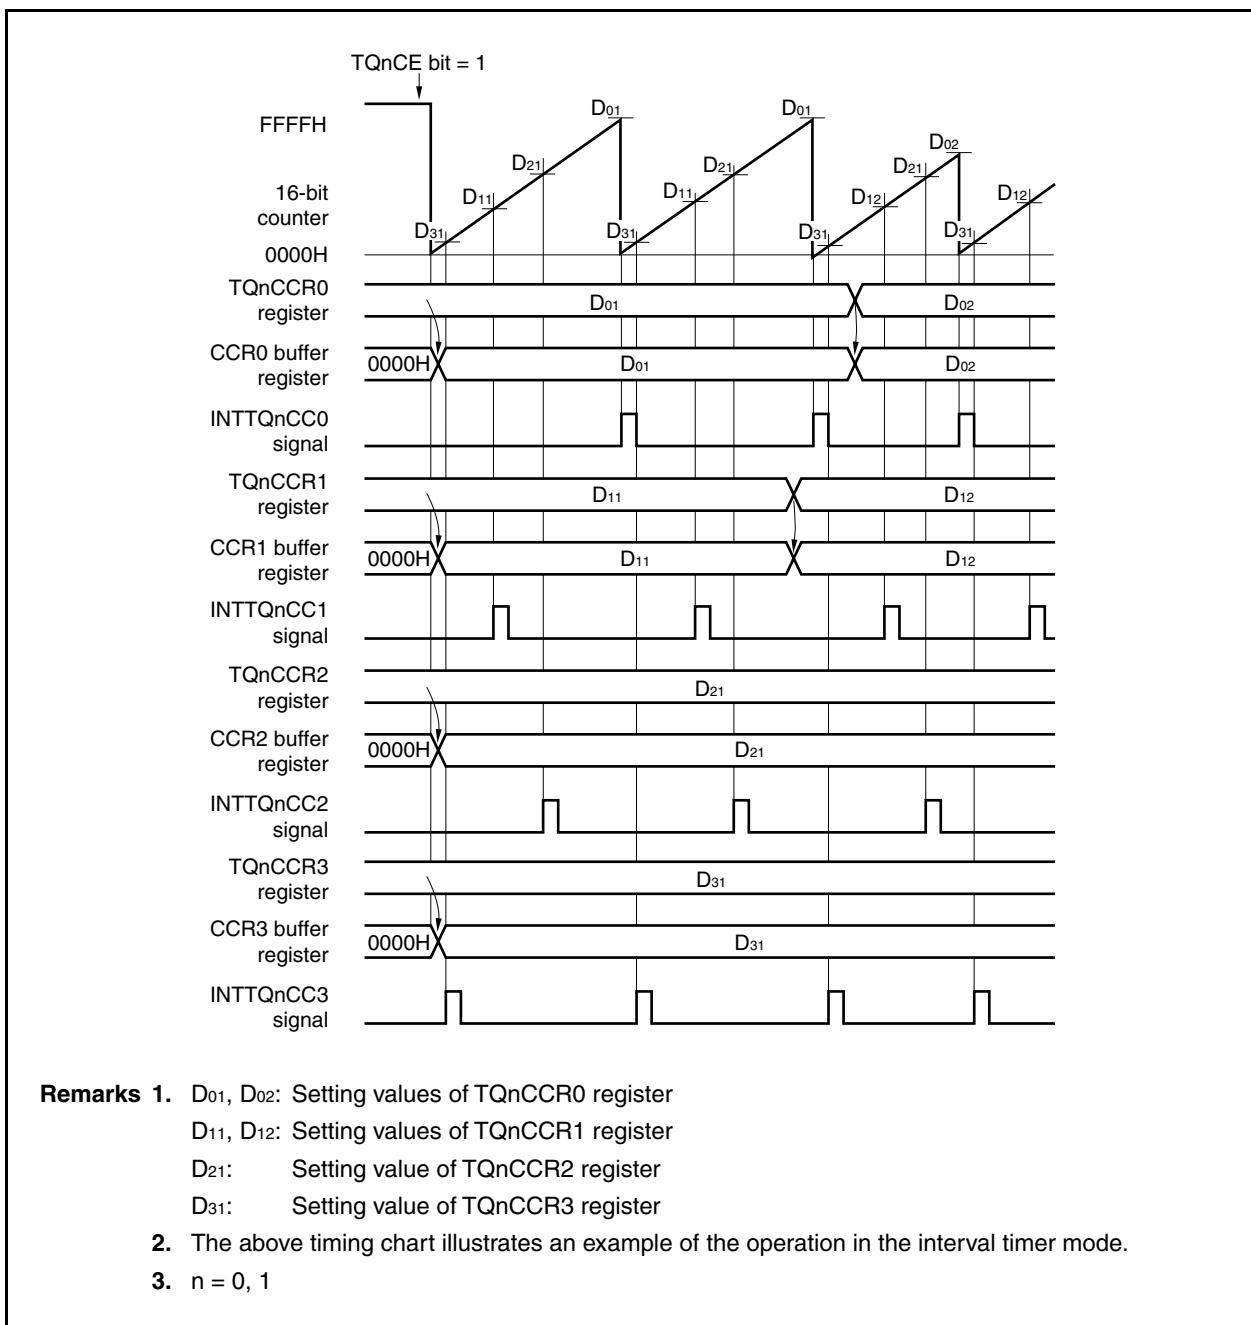 TQnCE bit = 1
FFFFH
D01
D01
D02
D21
D21
D21
16-bit
counter
D11
D11
D12
D12
D31
D31
D31
D31
0000H
TQnCCR0
register
D01
D02
CCR0 buffer
register
0000H
D01
D02
INTTQnCC0
signal
TQnCCR1
register
D11
D12
CCR1 buffer
register
0000H
D11
D12
INTTQnCC1
signal
TQnCCR2
register
D21
CCR2 buffer
register
0000H
D21
INTTQnCC2
signal
TQnCCR3
register
D31
CCR3 buffer
register
0000H
D31
INTTQnCC3
signal
Remarks 1. D01, D02: Setting values of TQnCCR0 register
D11, D12: Setting values of TQnCCR1 register
D21: Setting value of TQnCCR2 register
D31: Setting value of TQnCCR3 register
2. The above timing chart illustrates an example of the operation in the interval timer mode.
3. n = 0, 1